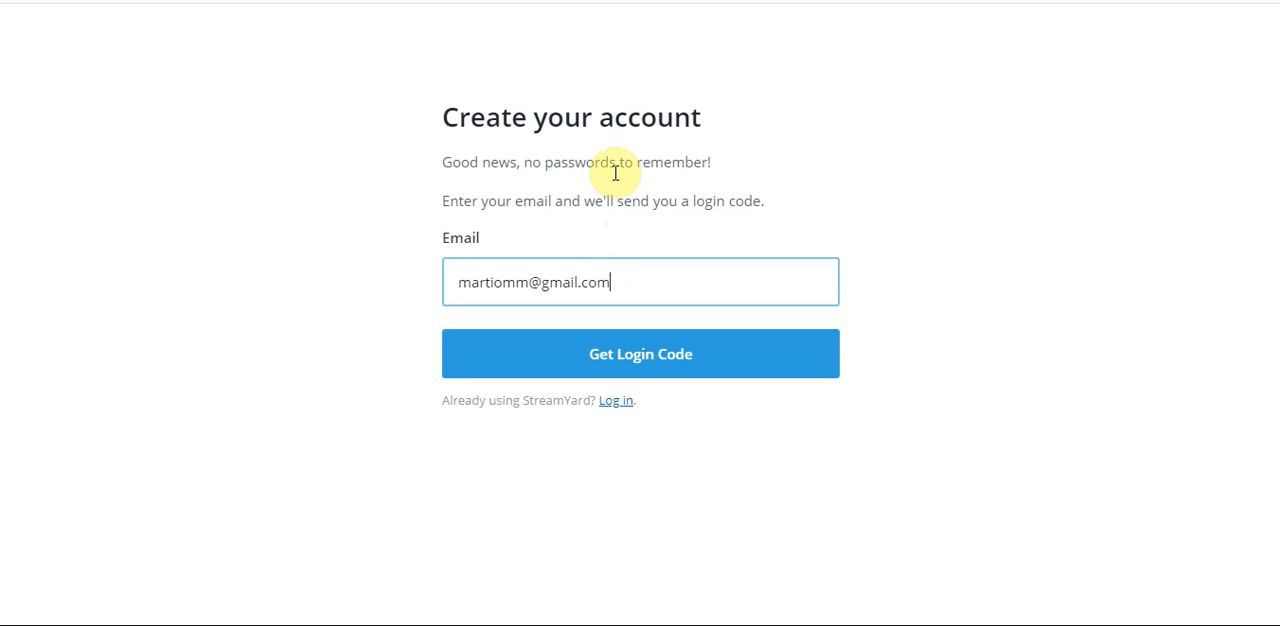 Create your account
Good news, no passwords to remember!
Enter your email and we'll send you a login code.
Email
martiomm@gmail.com
Get Login Code
Already using StreamYard? Log in.